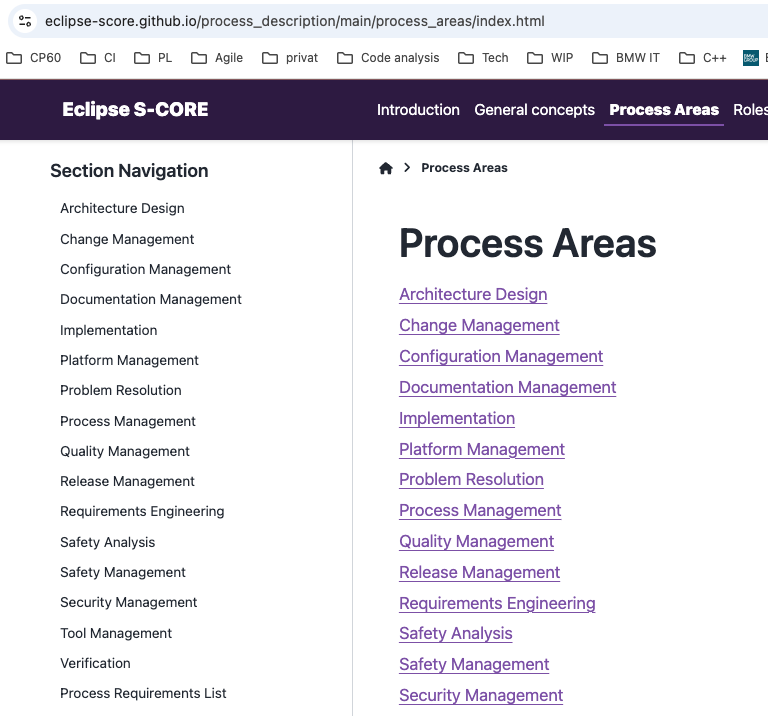 eclipse-score.github.io/process_description/main/process_areas/index.html
CP60 CI PL Agile privat Code analysis Tech WIP BMW IT C++
Eclipse S-CORE Introduction General concepts Process Areas Roles
Section Navigation
Architecture Design
Change Management
Configuration Management
Documentation Management
Implementation
Platform Management
Problem Resolution
Process Management
Quality Management
Release Management
Requirements Engineering
Safety Analysis
Safety Management
Security Management
Tool Management
Verification
Process Requirements List
Process Areas
Process Areas
Architecture Design
Change Management
Configuration Management
Documentation Management
Implementation
Platform Management
Problem Resolution
Process Management
Quality Management
Release Management
Requirements Engineering
Safety Analysis
Safety Management
Security Management